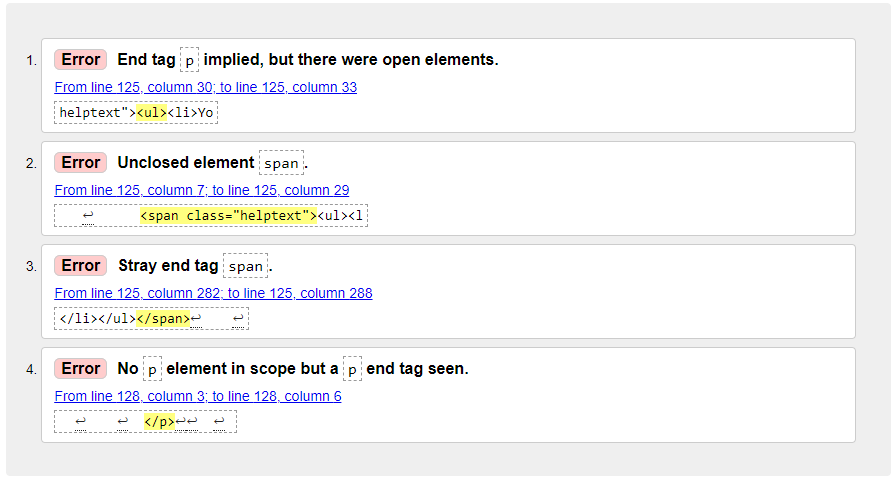 1. Error End tag p implied, but there were open elements.
From line 125, column 30; to line 125, column 33
helptext"><ul><li>Yo
2. Error Unclosed element span.
From line 125, column 7; to line 125, column 29
↩ <span class="helptext"><ul><l
3. Error Stray end tag span.
From line 125, column 282; to line 125, column 288
</li></ul></span>↩ ↩
4. Error No p element in scope but a p end tag seen.
From line 128, column 3; to line 128, column 6
↩ ↩ </p>↩↩ ↩